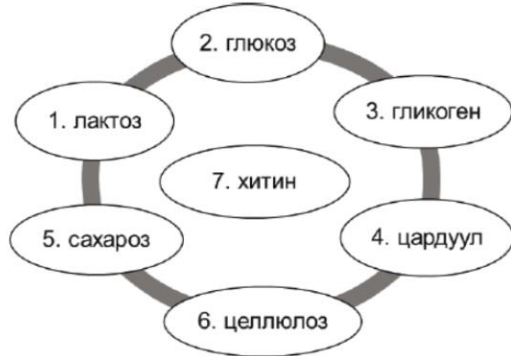 2. глюкоз
1. лактоз
3. гликоген
7. хитин
5. сахароз
4. цардуул
6. целлюлоз